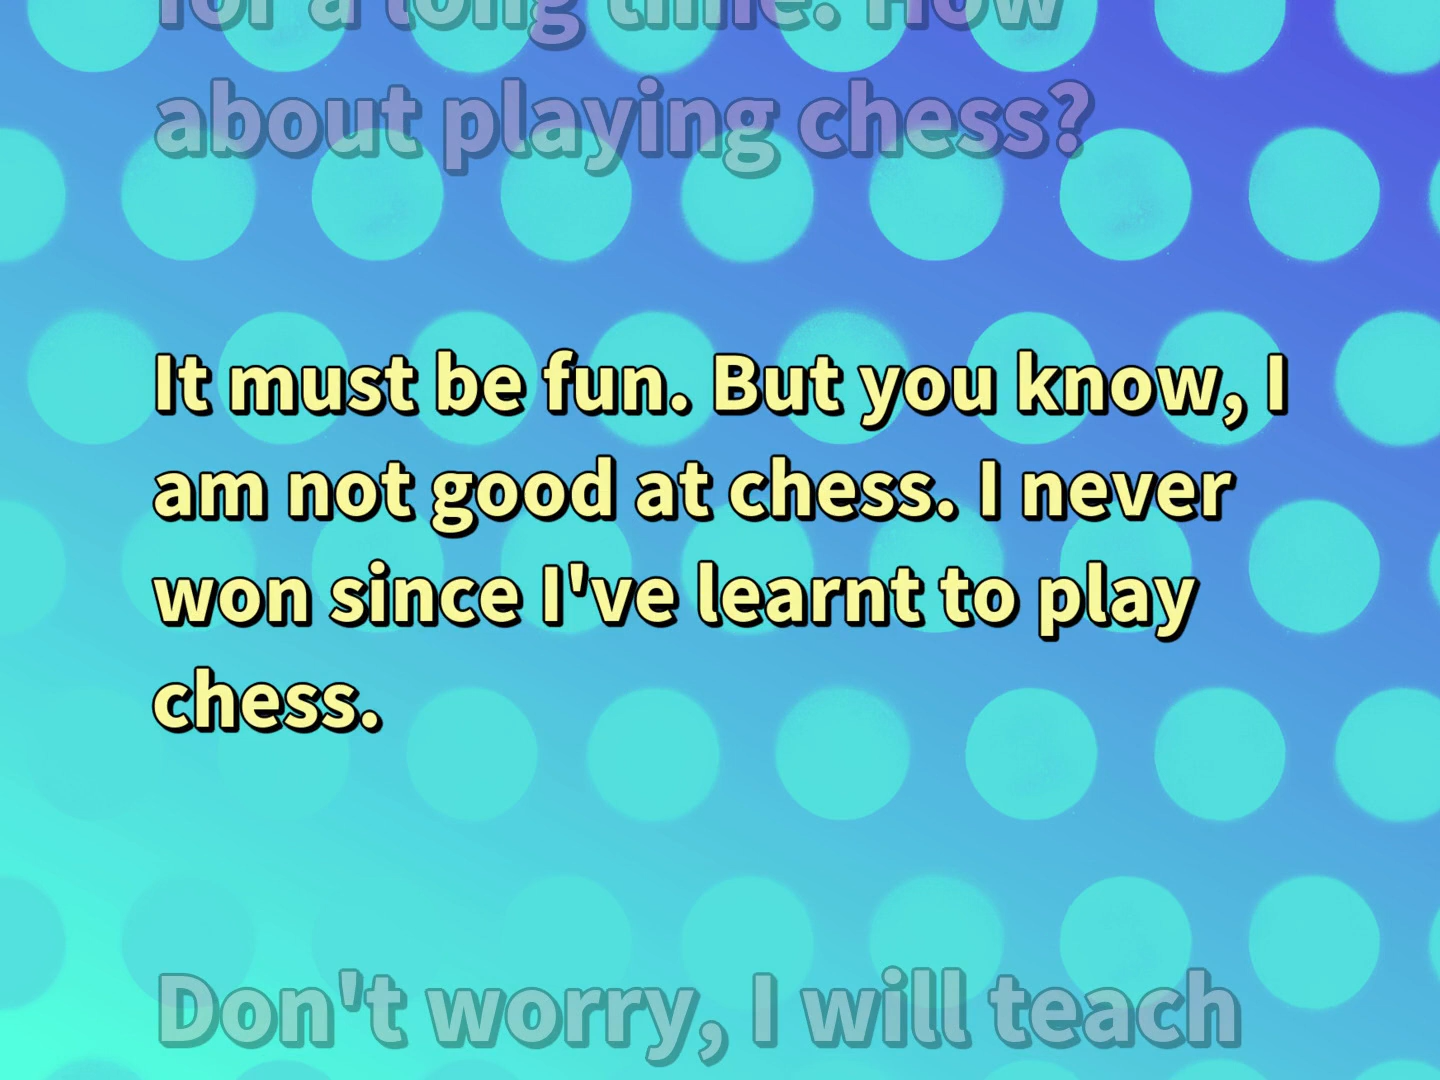 for a long time. How
about playing chess?
It must be fun. But you know, I
am not good at chess. I never
won since I've learnt to play
chess.
Don't worry, I will teach